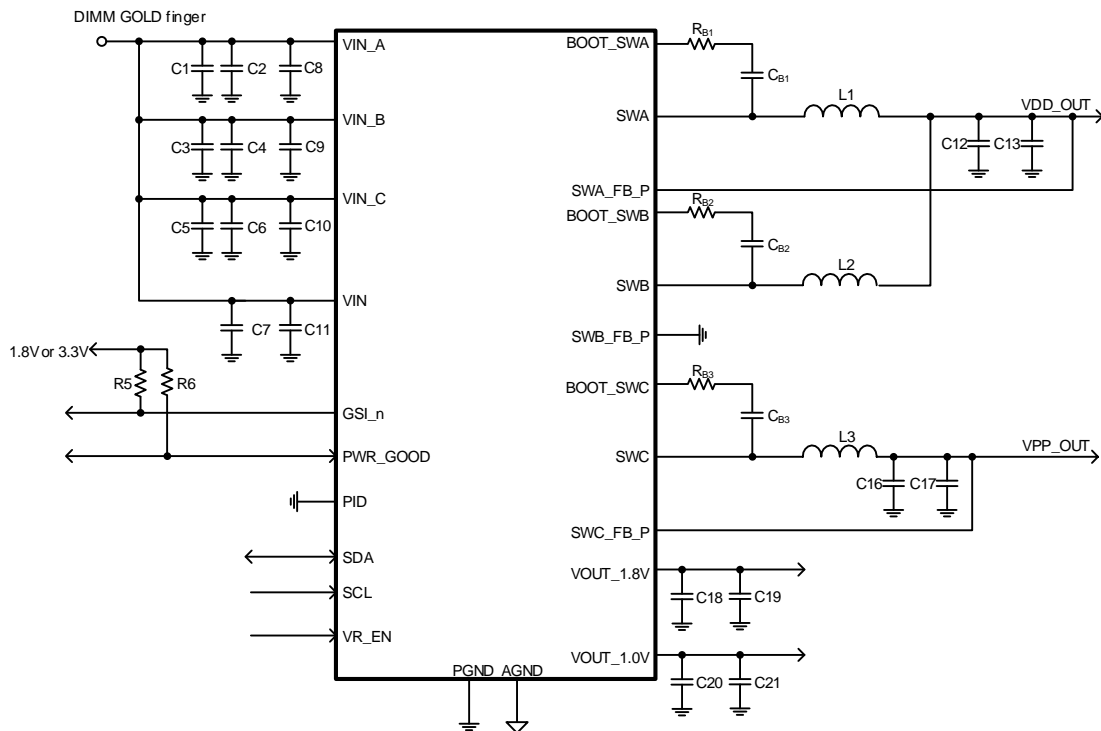 DIMM GOLD finger
VIN_A
C1
C2
C8
VIN_B
C3
C4
C9
VIN_C
C5
C6
C10
VIN
C7
C11
1.8V or 3.3V
R5
R6
GSI_n
PWR_GOOD
PID
SDA
SCL
VR_EN
PGND
AGND
BOOT_SWA
RB1
CB1
SWA
L1
VDD_OUT
C12
C13
SWA_FB_P
BOOT_SWB
RB2
CB2
SWB
L2
SWB_FB_P
BOOT_SWC
RB3
CB3
SWC
L3
VPP_OUT
C16
C17
SWC_FB_P
VOUT_1.8V
C18
C19
VOUT_1.0V
C20
C21